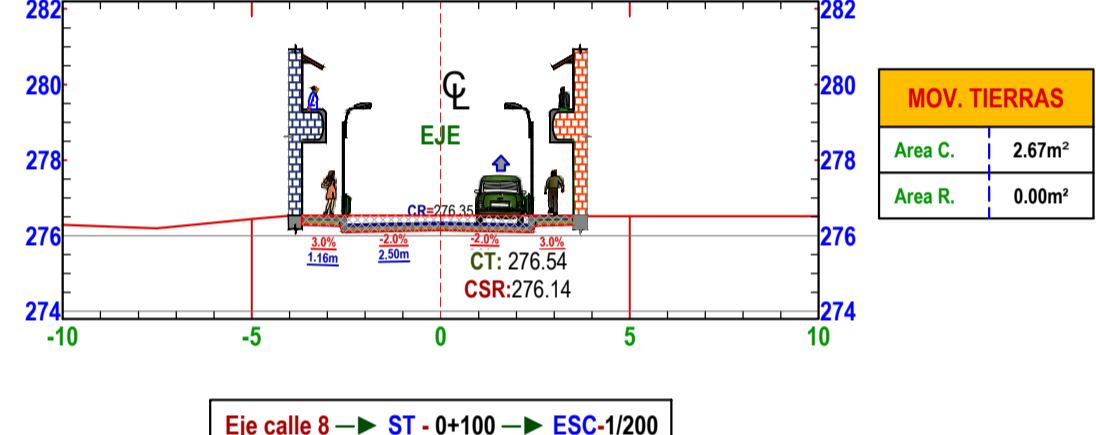 282 282
280 280
CL
EJE
278 278
CR=276.35
276 276
3.0% -2.0% -2.0% 3.0%
1.16m 2.50m
CT: 276.54
CSR:276.14
274 274
-10 -5 0 5 10
MOV. TIERRAS
Area C. 2.67m²
Area R. 0.00m²
Eje calle 8 ST - 0+100 ESC-1/200